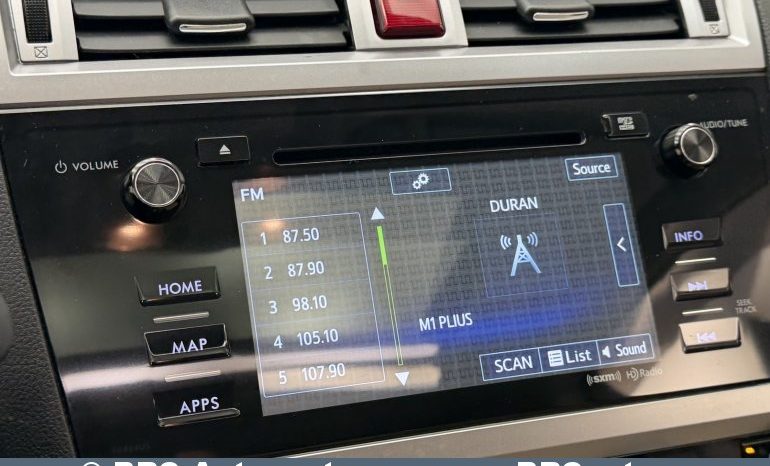 VOLUME
AUDIO/TUNE
FM
Source
1 87.50
2 87.90
3 98.10
4 105.10
5 107.90
DURAN
M1 PLIUS
SCAN
List
Sound
HOME
MAP
APPS
INFO
SEEK
TRACK
((sxm))
HD Radio